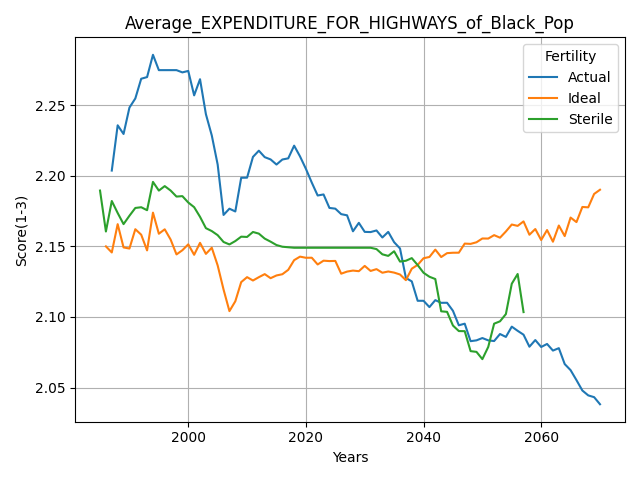 Average_EXPENDITURE_FOR_HIGHWAYS_of_Black_Pop
Fertility
Actual
Ideal
Sterile
Score(1-3)
2.25
2.20
2.15
2.10
2.05
2000
2020
2040
2060
Years